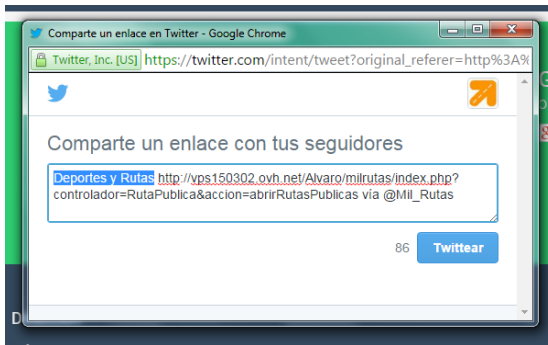 Comparte un enlace en Twitter - Google Chrome
Twitter, Inc. [US] https://twitter.com/intent/tweet?original_referer=http%3A%
Comparte un enlace con tus seguidores
Deportes y Rutas http://vps150302.ovh.net/Alvaro/milrutas/index.php?
controlador=RutaPublica&accion=abrirRutasPublicas vía @Mil_Rutas
86 Twittear